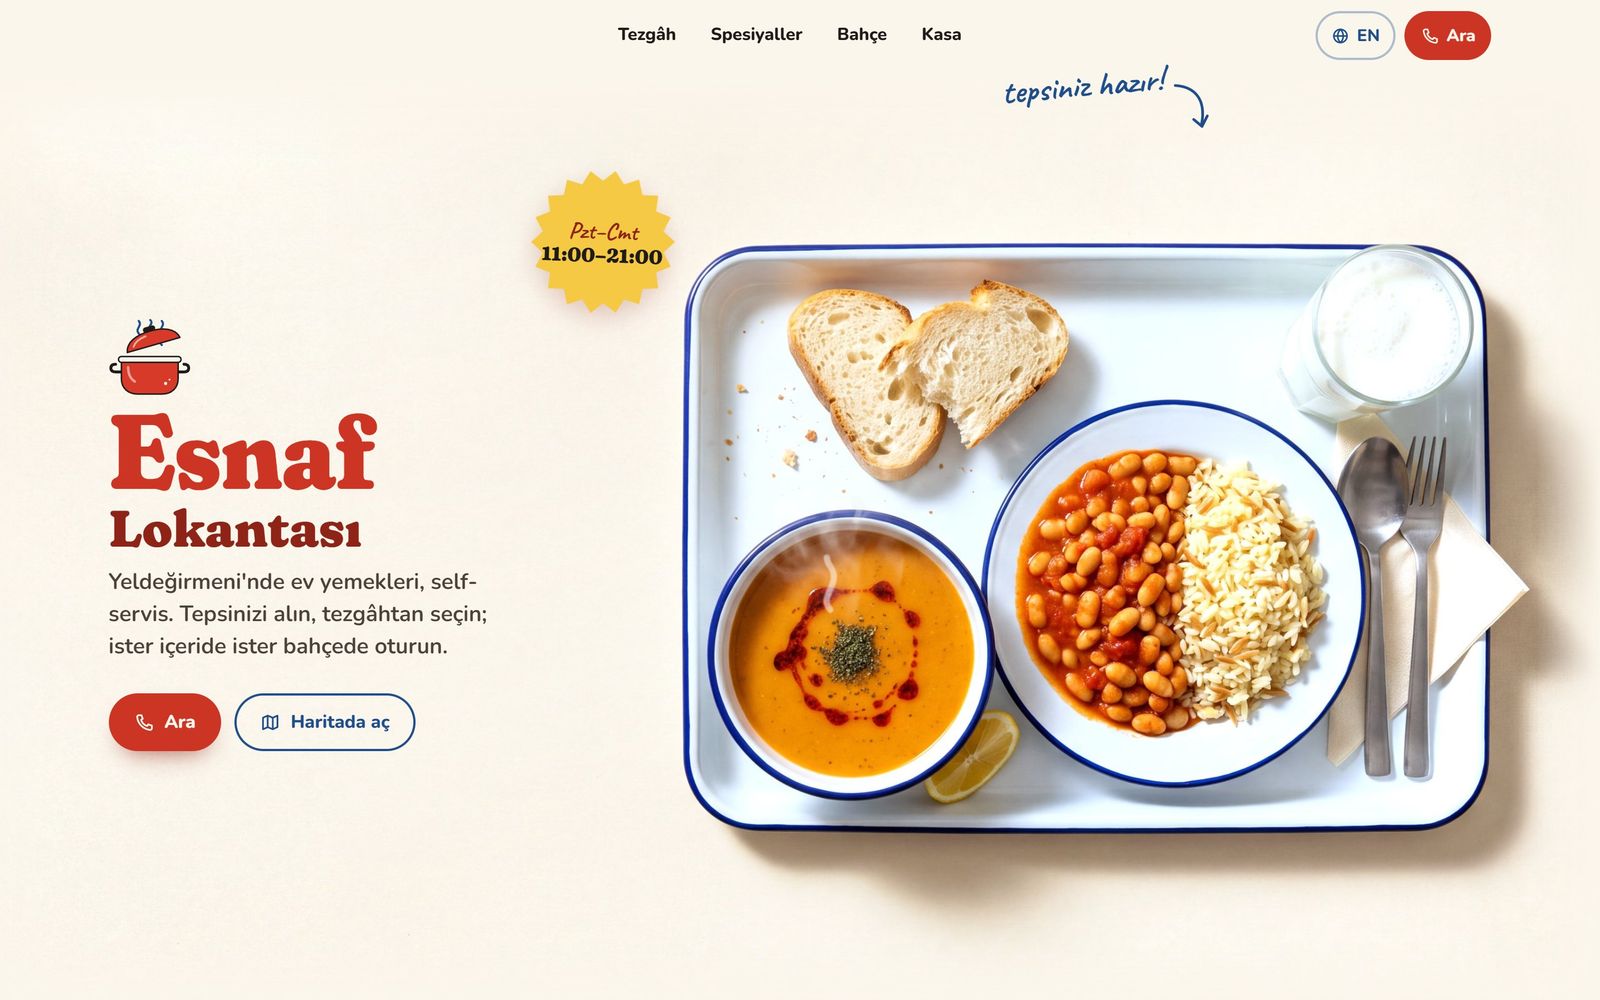 Tezgâh
Spesiyaller
Bahçe
Kasa
EN
Ara
tepsiniz hazır!
Pzt–Cmt
11:00–21:00
Esnaf
Lokantası
Yeldeğirmeni'nde ev yemekleri, self-
servis. Tepsinizi alın, tezgâhtan seçin;
ister içeride ister bahçede oturun.
Ara
Haritada aç